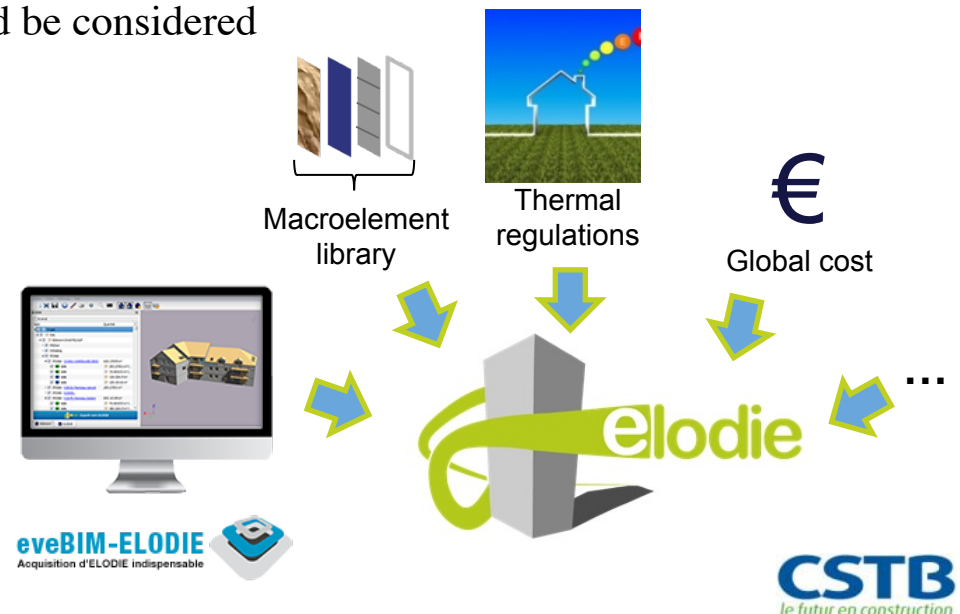 d be considered
Macroelement
library
Thermal
regulations
€
Global cost
...
elodie
eveBIM-ELODIE
Acquisition d'ELODIE indispensable
CSTB
le futur en construction